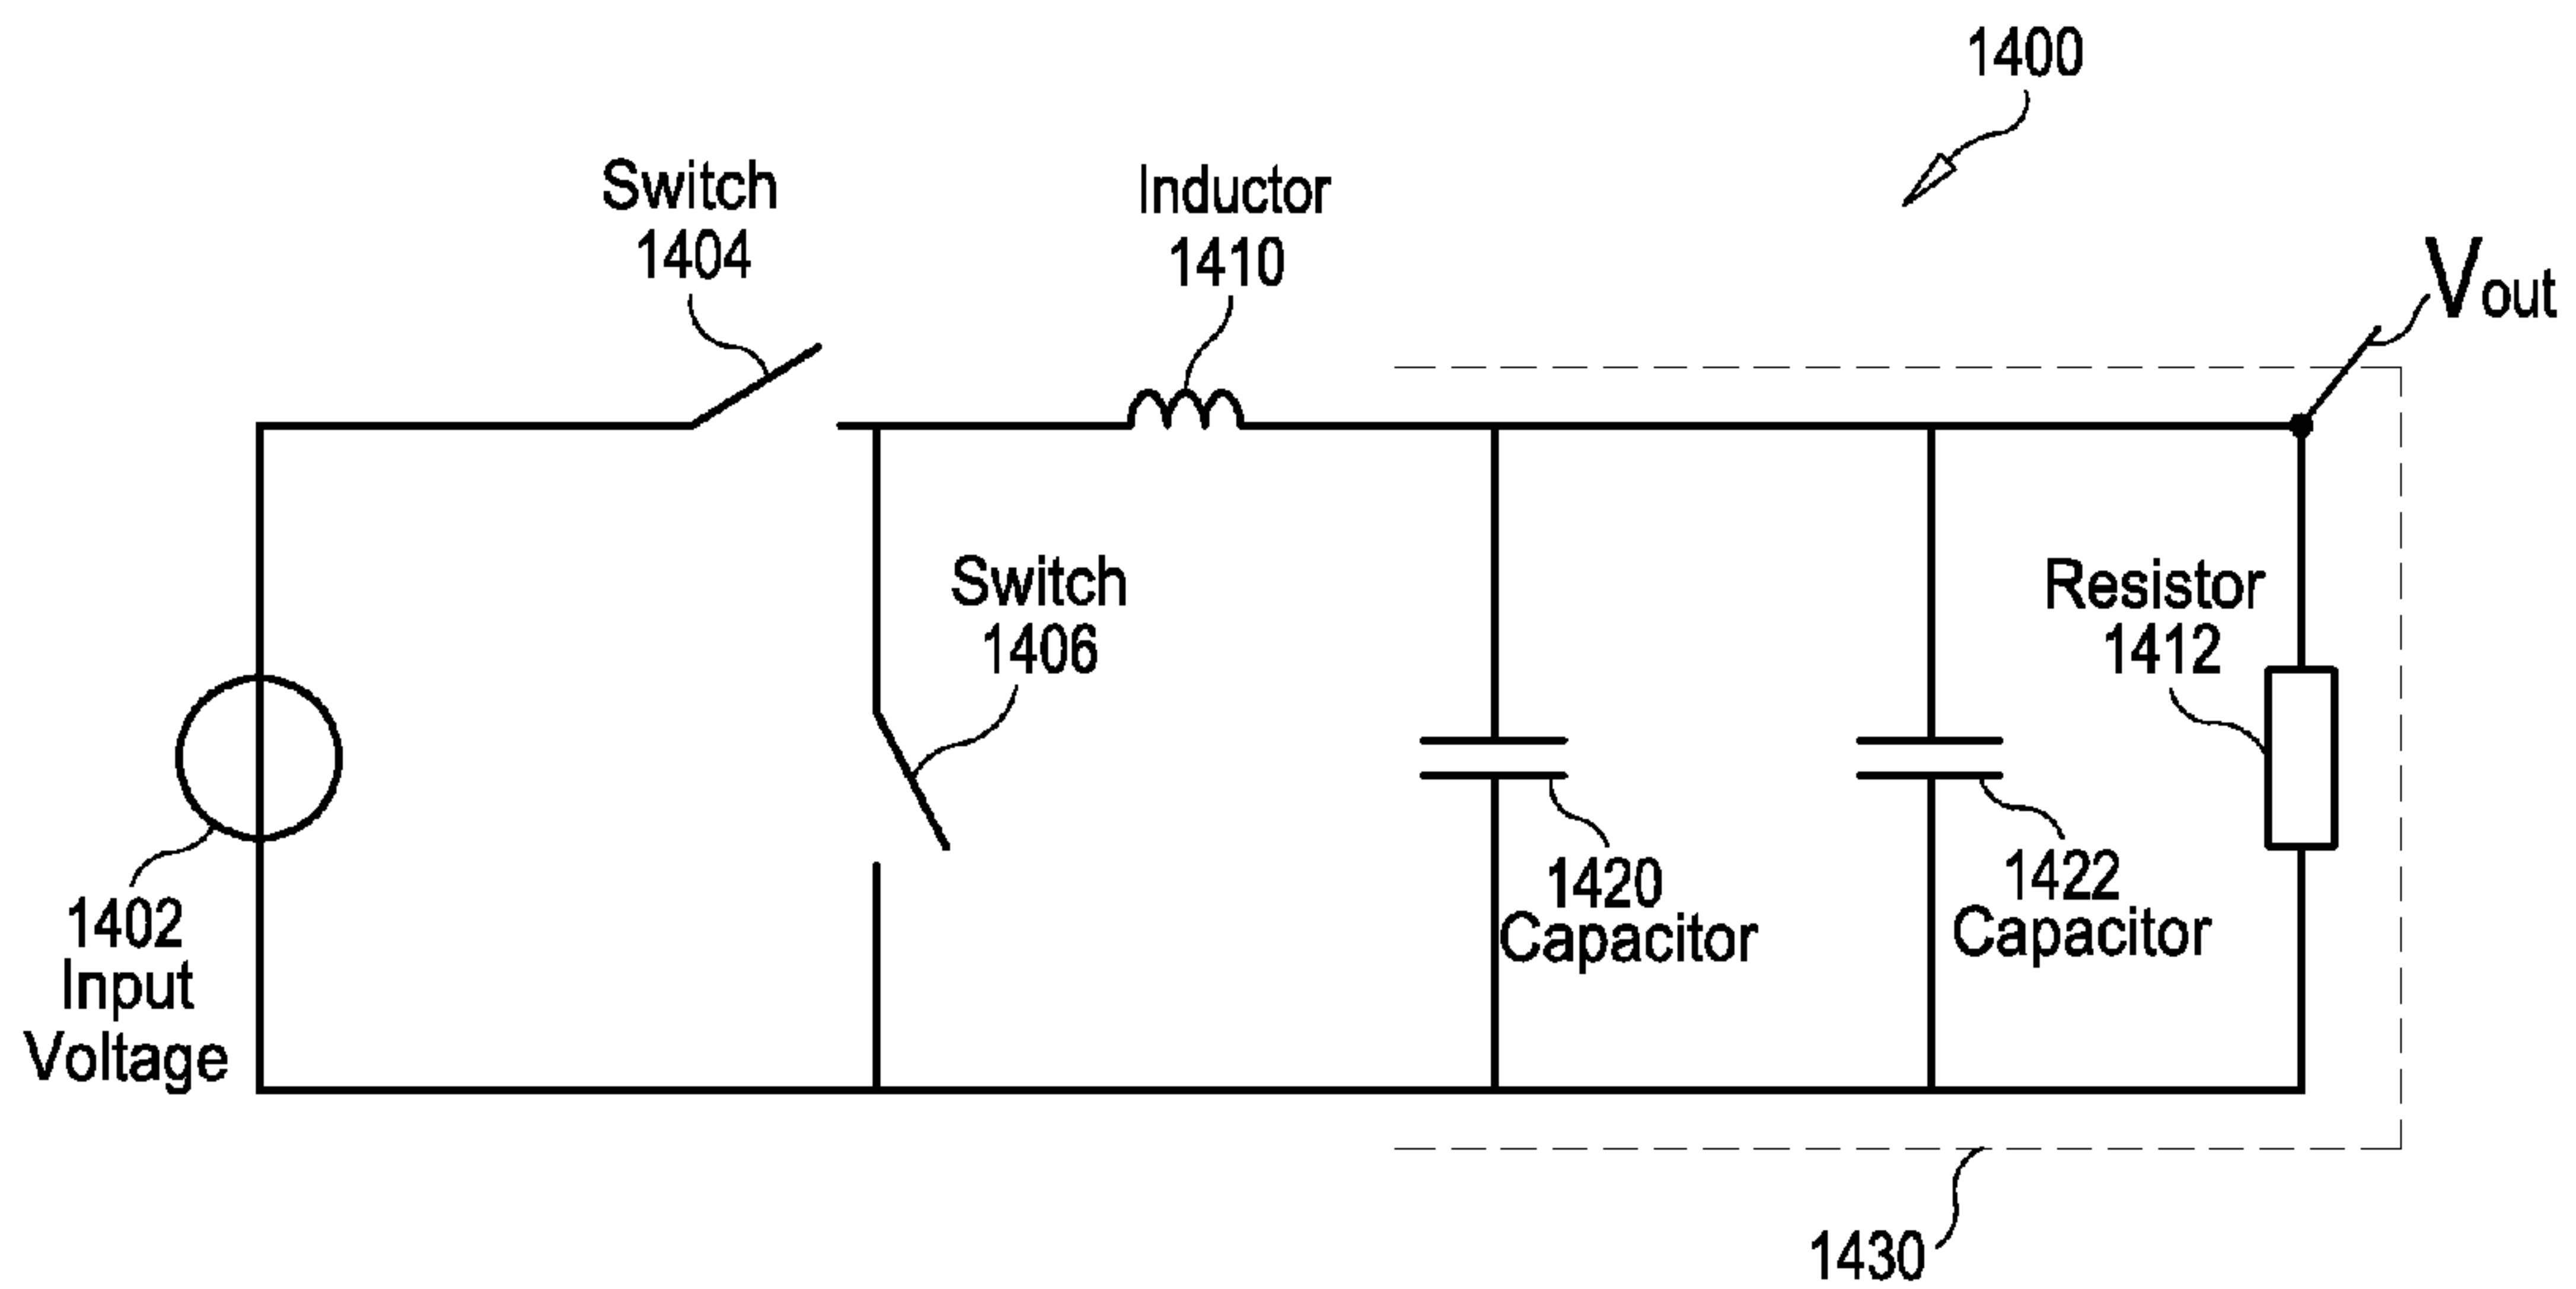 1400
Switch
1404
Inductor
1410
Vout
Switch
1406
Resistor
1412
1402
Input
Voltage
1420
Capacitor
1422
Capacitor
1430